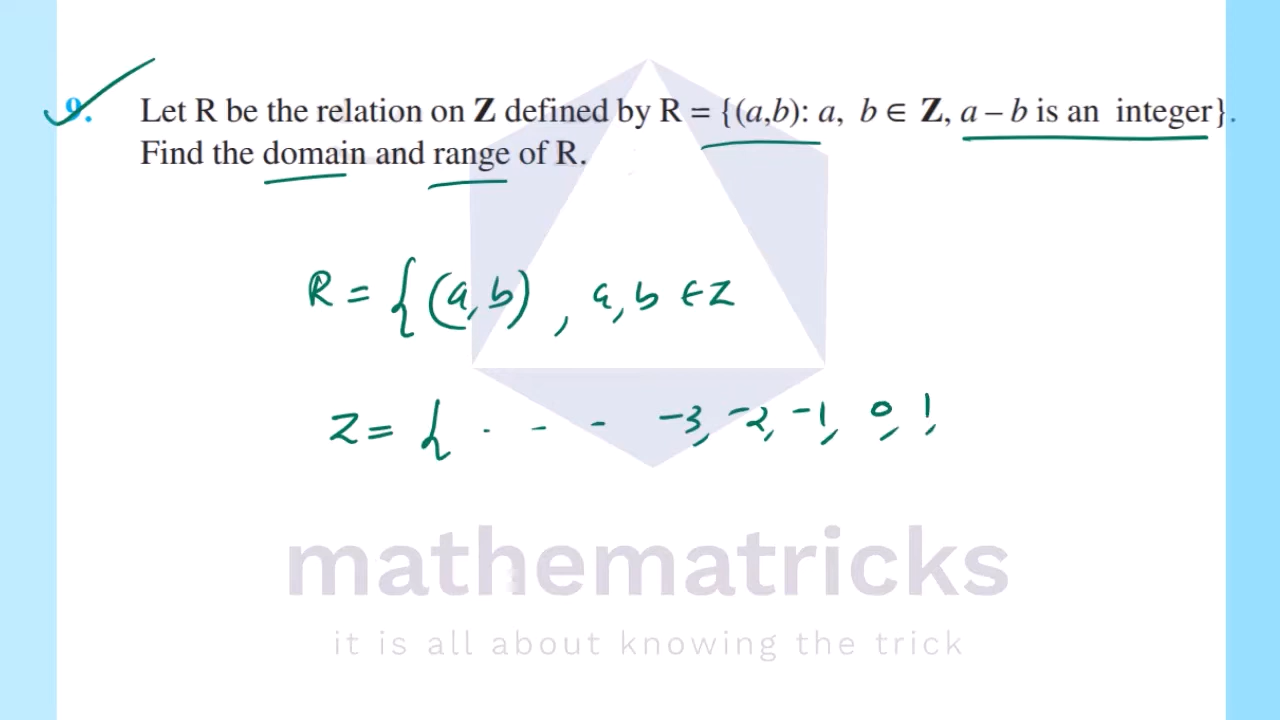 9. Let R be the relation on Z defined by R = {(a,b): a, b ∈ Z, a – b is an integer}.
Find the domain and range of R.
R = { (a, b) , a, b ∈ Z
Z = { . - - -3, -2, -1, 0, 1,
mathematricks
it is all about knowing the trick